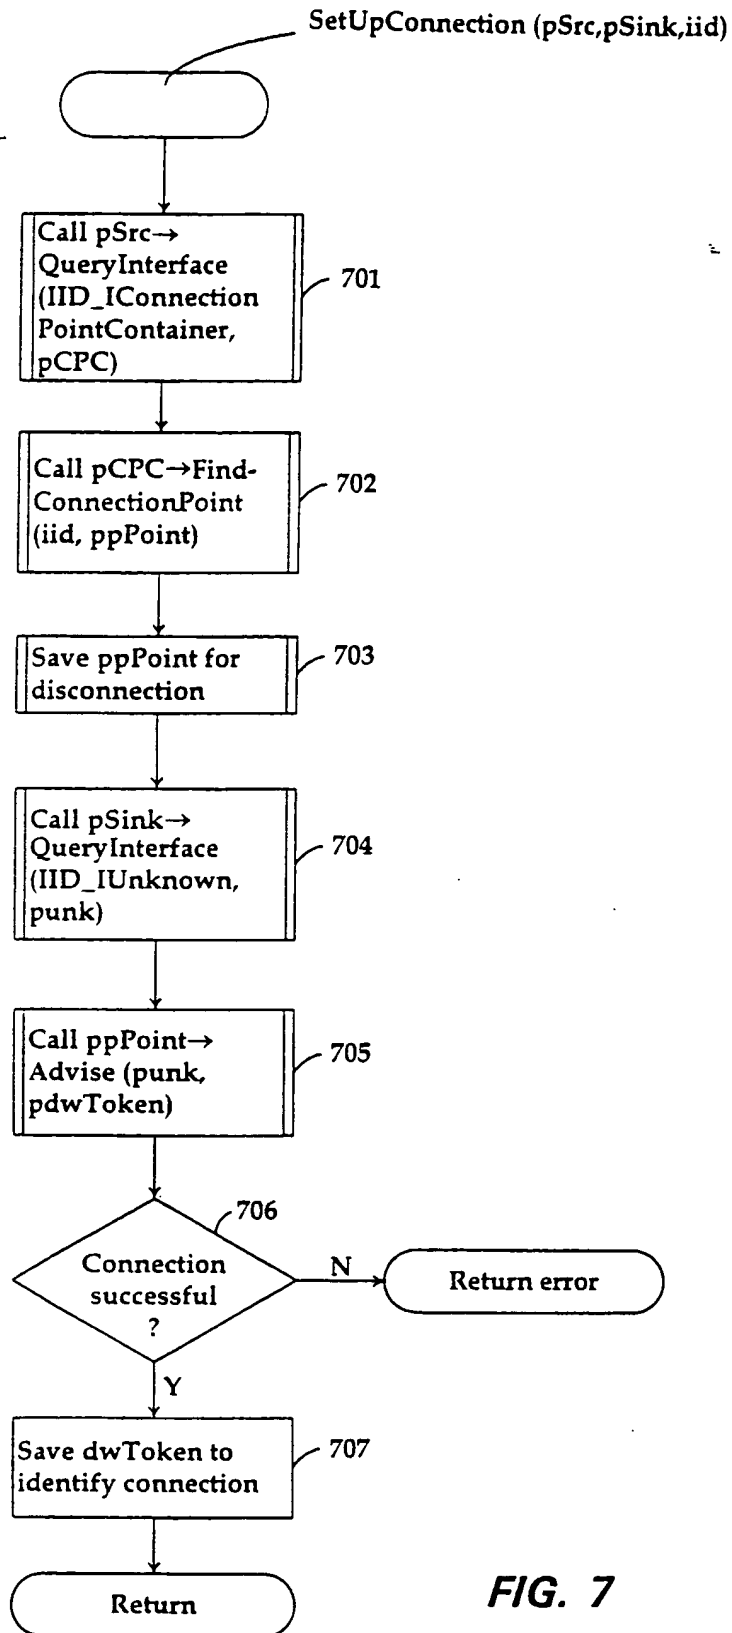 SetUpConnection (pSrc,pSink,iid)
Call pSrc→
QueryInterface
(IID_IConnection
PointContainer,
pCPC)
701
Call pCPC→Find-
ConnectionPoint
(iid, ppPoint)
702
Save ppPoint for
disconnection
703
Call pSink→
QueryInterface
(IID_IUnknown,
punk)
704
Call ppPoint→
Advise (punk,
pdwToken)
705
706
Connection
successful
?
N
Return error
Y
Save dwToken to
identify connection
707
Return
FIG. 7